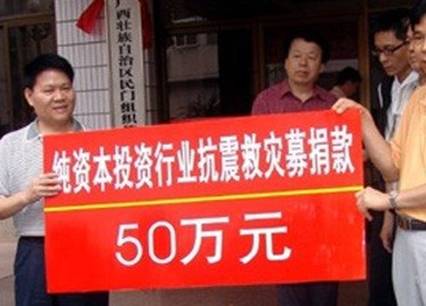 广西壮族自治区民间组织
纯资本投资行业抗震救灾募捐款
50万元